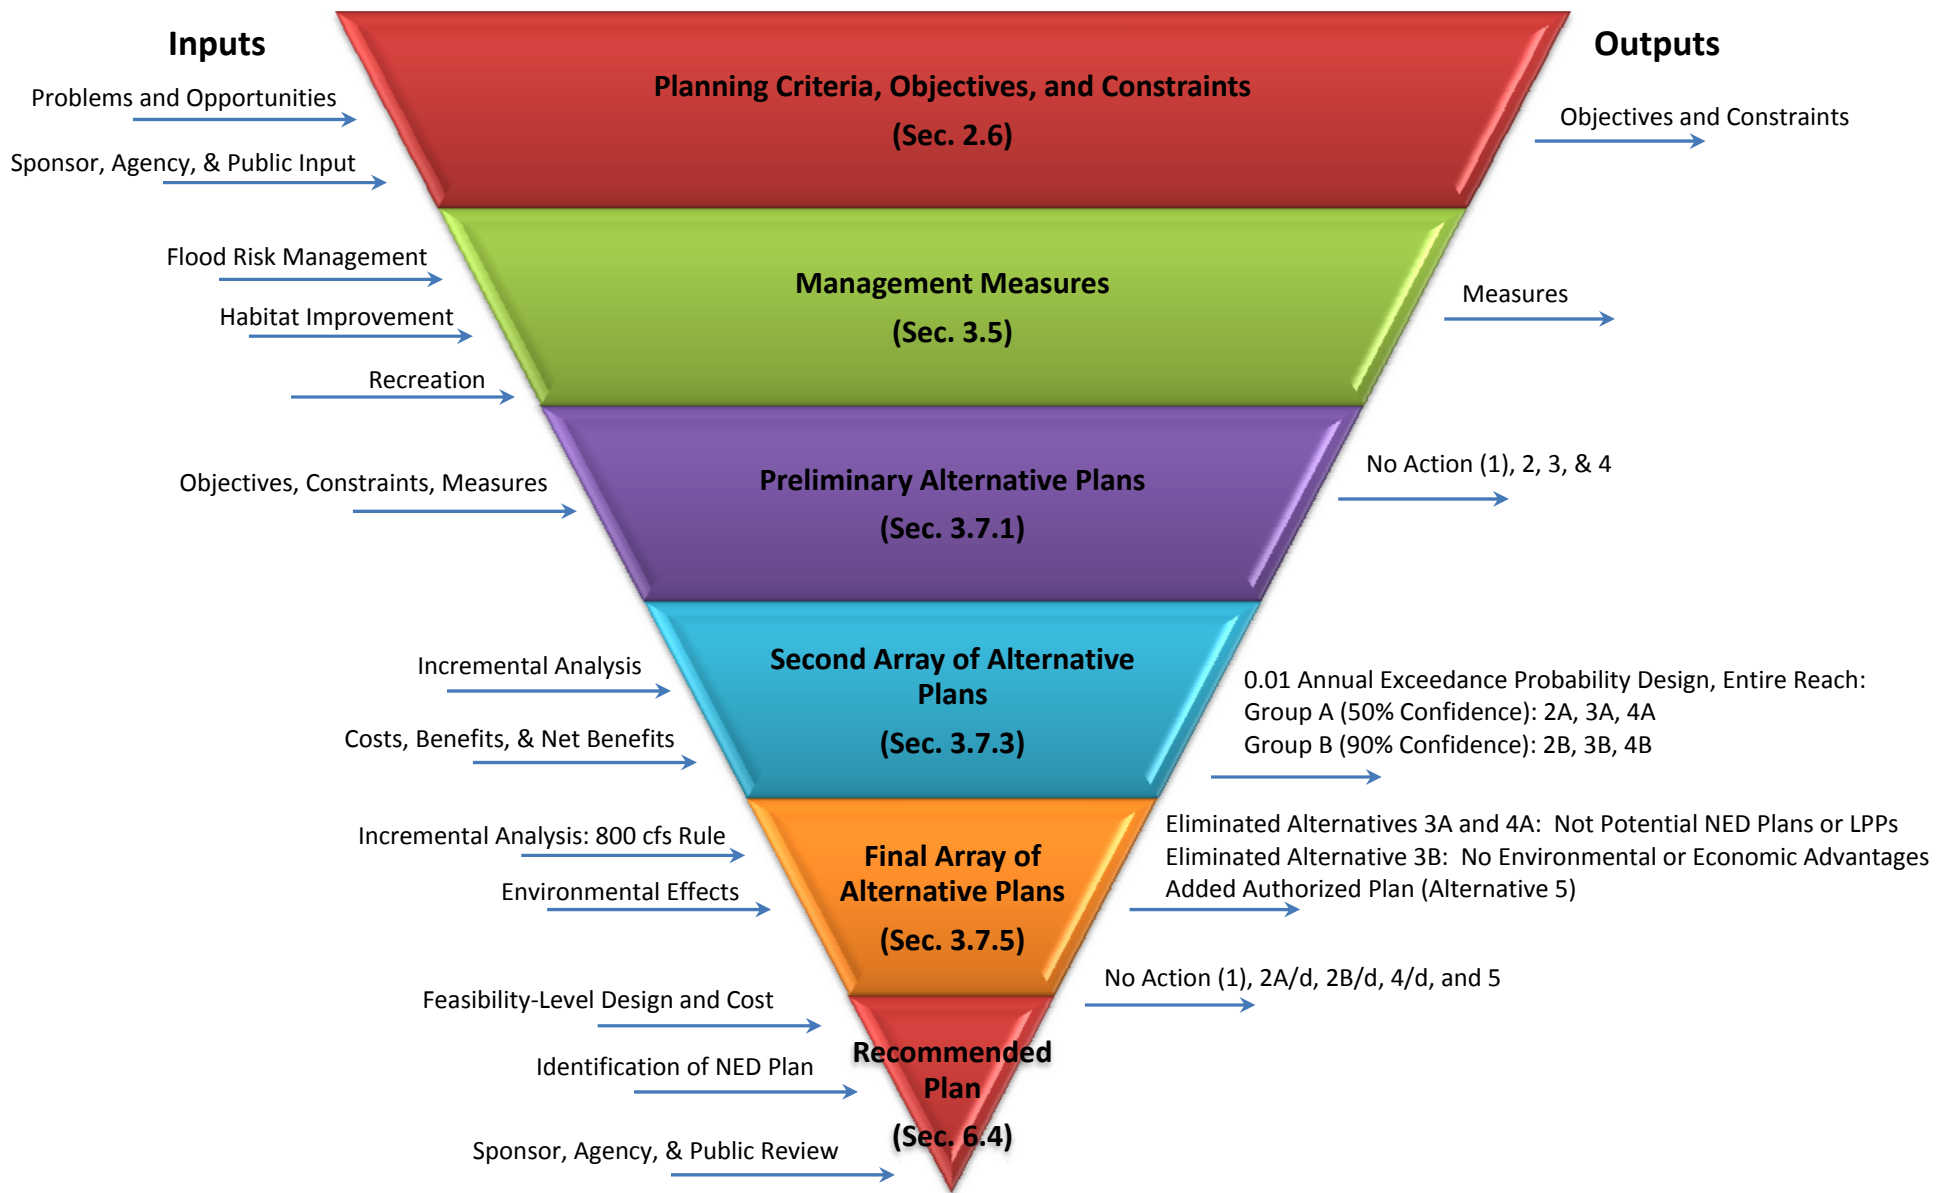 Inputs
Outputs
Planning Criteria, Objectives, and Constraints
(Sec. 2.6)
Problems and Opportunities
Sponsor, Agency, & Public Input
Objectives and Constraints
Management Measures
(Sec. 3.5)
Flood Risk Management
Habitat Improvement
Recreation
Measures
Preliminary Alternative Plans
(Sec. 3.7.1)
Objectives, Constraints, Measures
No Action (1), 2, 3, & 4
Second Array of Alternative
Plans
(Sec. 3.7.3)
Incremental Analysis
Costs, Benefits, & Net Benefits
0.01 Annual Exceedance Probability Design, Entire Reach:
Group A (50% Confidence): 2A, 3A, 4A
Group B (90% Confidence): 2B, 3B, 4B
Final Array of
Alternative Plans
(Sec. 3.7.5)
Incremental Analysis: 800 cfs Rule
Environmental Effects
Eliminated Alternatives 3A and 4A:  Not Potential NED Plans or LPPs
Eliminated Alternative 3B:  No Environmental or Economic Advantages
Added Authorized Plan (Alternative 5)
Recommended
Plan
(Sec. 6.4)
Feasibility-Level Design and Cost
Identification of NED Plan
Sponsor, Agency, & Public Review
No Action (1), 2A/d, 2B/d, 4/d, and 5